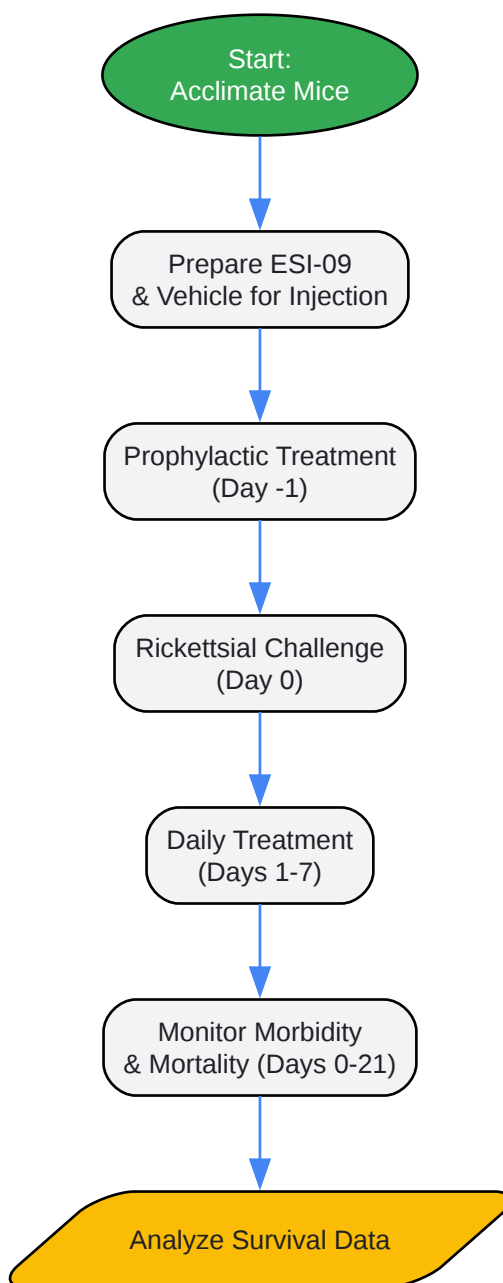 Start:
Acclimate Mice
Prepare ESI-09
& Vehicle for Injection
Prophylactic Treatment
(Day -1)
Rickettsial Challenge
(Day 0)
Daily Treatment
(Days 1-7)
Monitor Morbidity
& Mortality (Days 0-21)
Analyze Survival Data